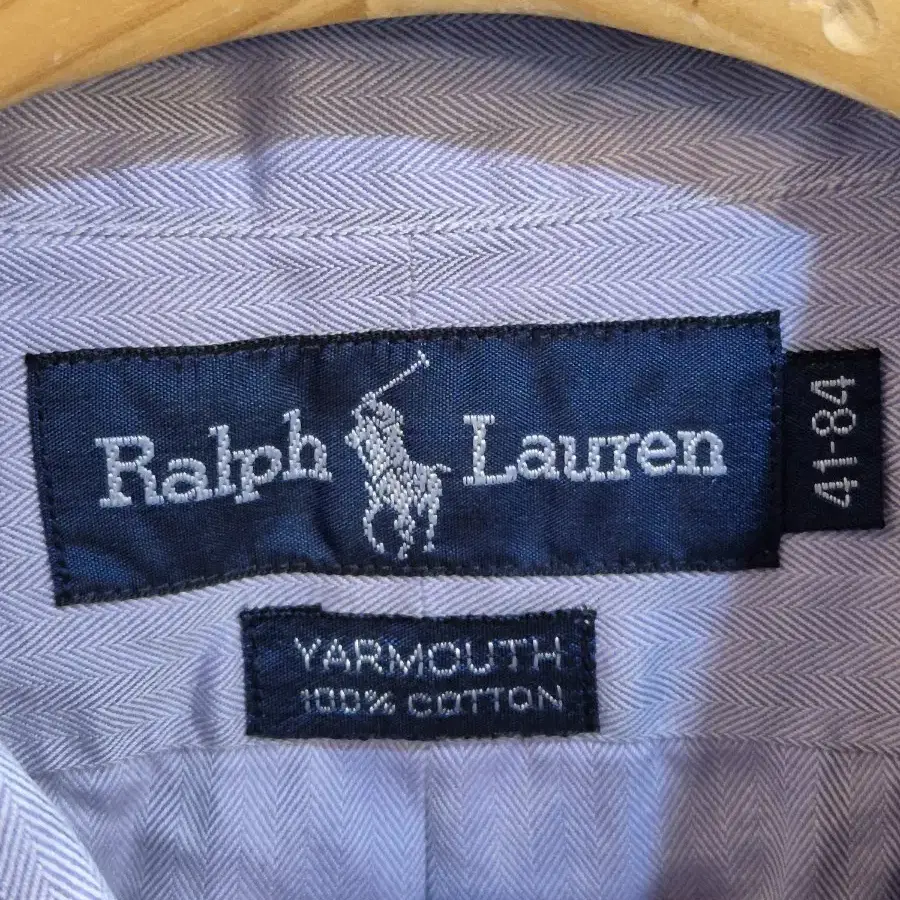 Ralph Lauren
41-84
YARMOUTH
100% COTTON